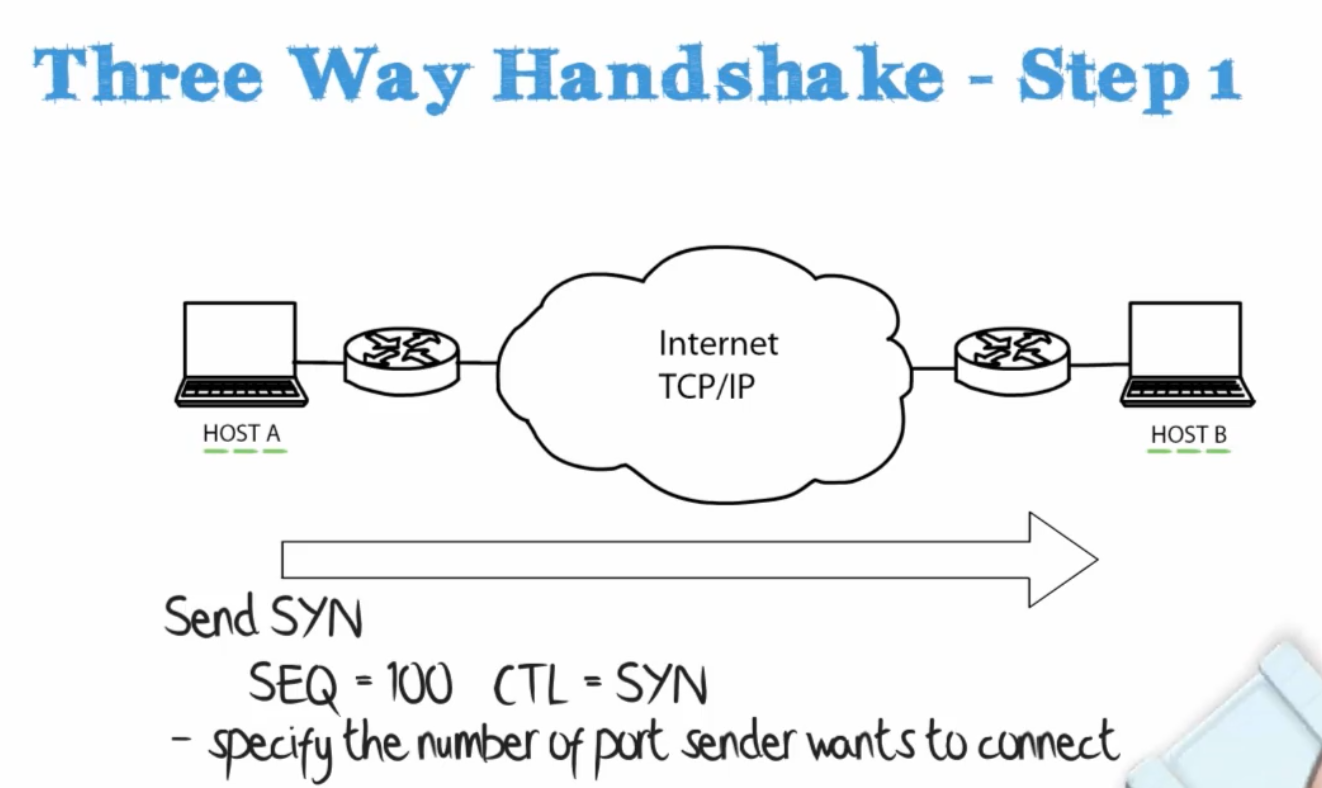 Three Way Handshake - Step 1
Internet
TCP/IP
HOST A
HOST B
Send SYN
SEQ = 100 CTL = SYN
- specify the number of port sender wants to connect